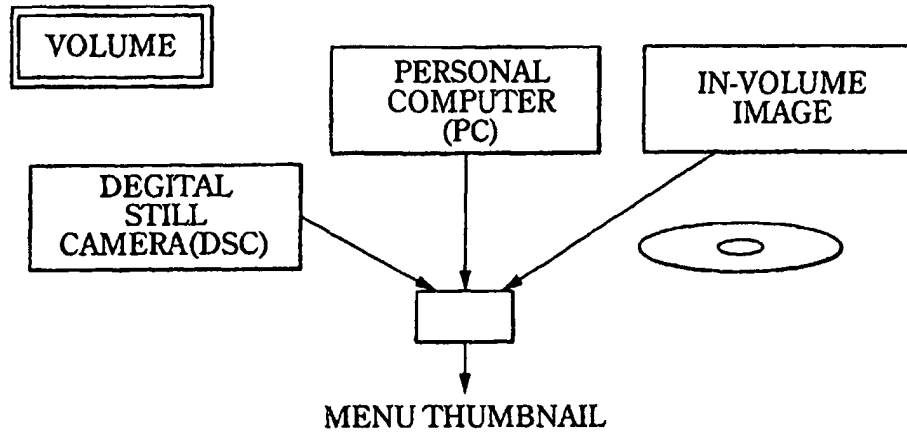 VOLUME
PERSONAL
COMPUTER
(PC)
IN-VOLUME
IMAGE
DEGITAL
STILL
CAMERA(DSC)
MENU THUMBNAIL